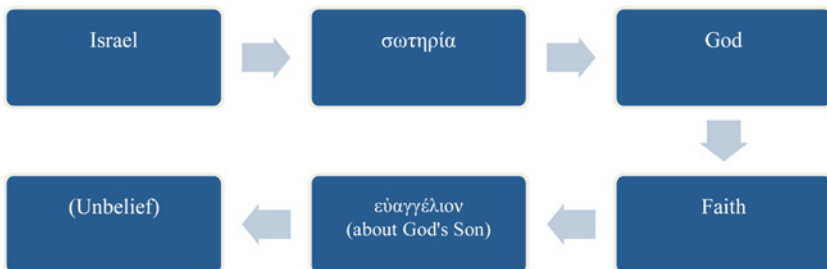 Israel
σωτηρία
God
Faith
εὐαγγέλιον
(about God's Son)
(Unbelief)